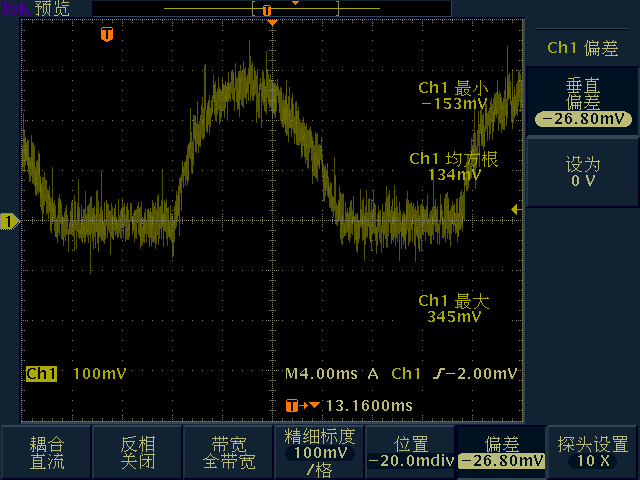 Tek 预览
T
T
Ch1 偏差
Ch1 最小
-153mV
垂直
偏差
-26.80mV
Ch1 均方根
134mV
设为
0 V
1
Ch1 最大
345mV
Ch1 100mV
M4.00ms A Ch1 -2.00mV
T 13.1600ms
耦合
直流
反相
关闭
带宽
全带宽
精细标度
100mV
/格
位置
-20.0mdiv
偏差
-26.80mV
探头设置
10 X